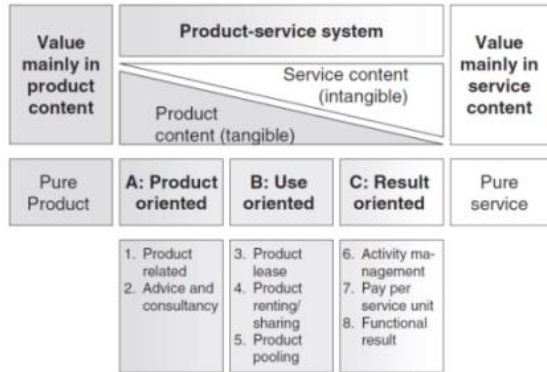 Value
mainly in
product
content
Product-service system
Service content
(intangible)
Product
content (tangible)
Value
mainly in
service
content
Pure
Product
A: Product
oriented
B: Use
oriented
C: Result
oriented
Pure
service
1. Product
related
2. Advice and
consultancy
3. Product
lease
4. Product
renting/
sharing
5. Product
pooling
6. Activity ma-
nagement
7. Pay per
service unit
8. Functional
result